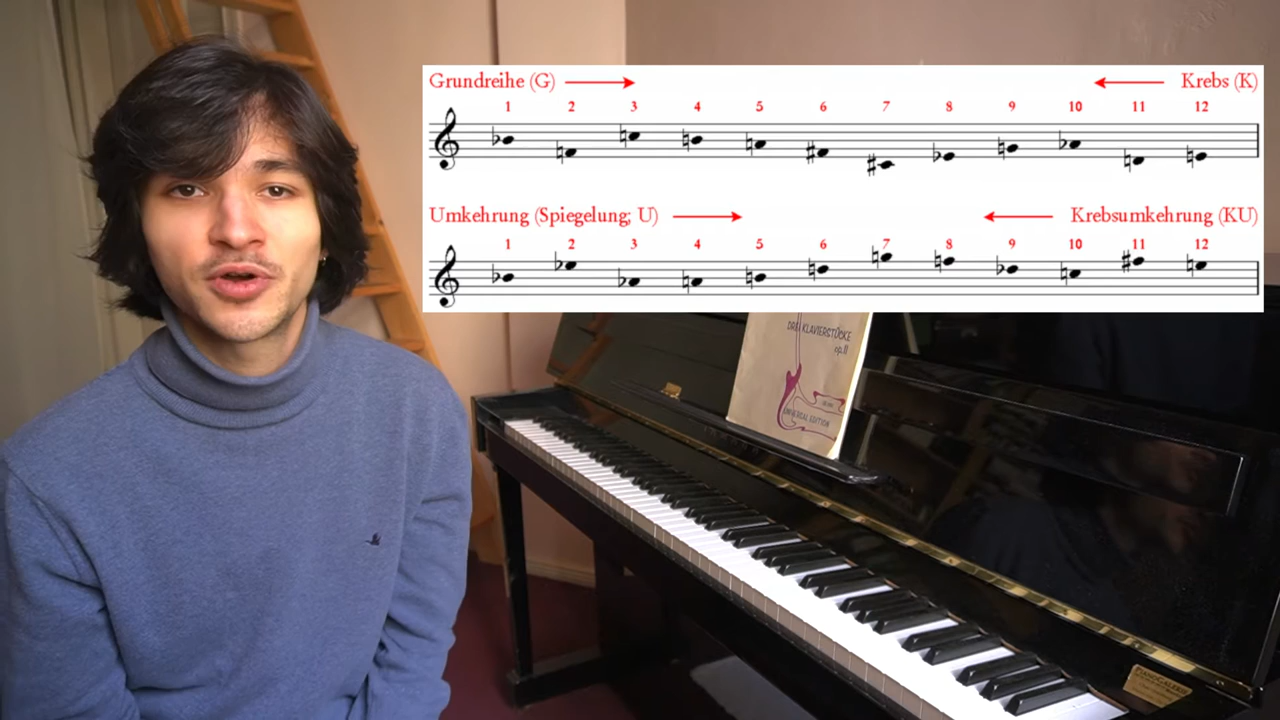 Grundreihe (G) Krebs (K)
1 2 3 4 5 6 7 8 9 10 11 12
Umkehrung (Spiegelung; U) Krebsumkehrung (KU)
1 2 3 4 5 6 7 8 9 10 11 12
DREI KLAVIERSTÜCKE
op.11
UNIVERSAL EDITION